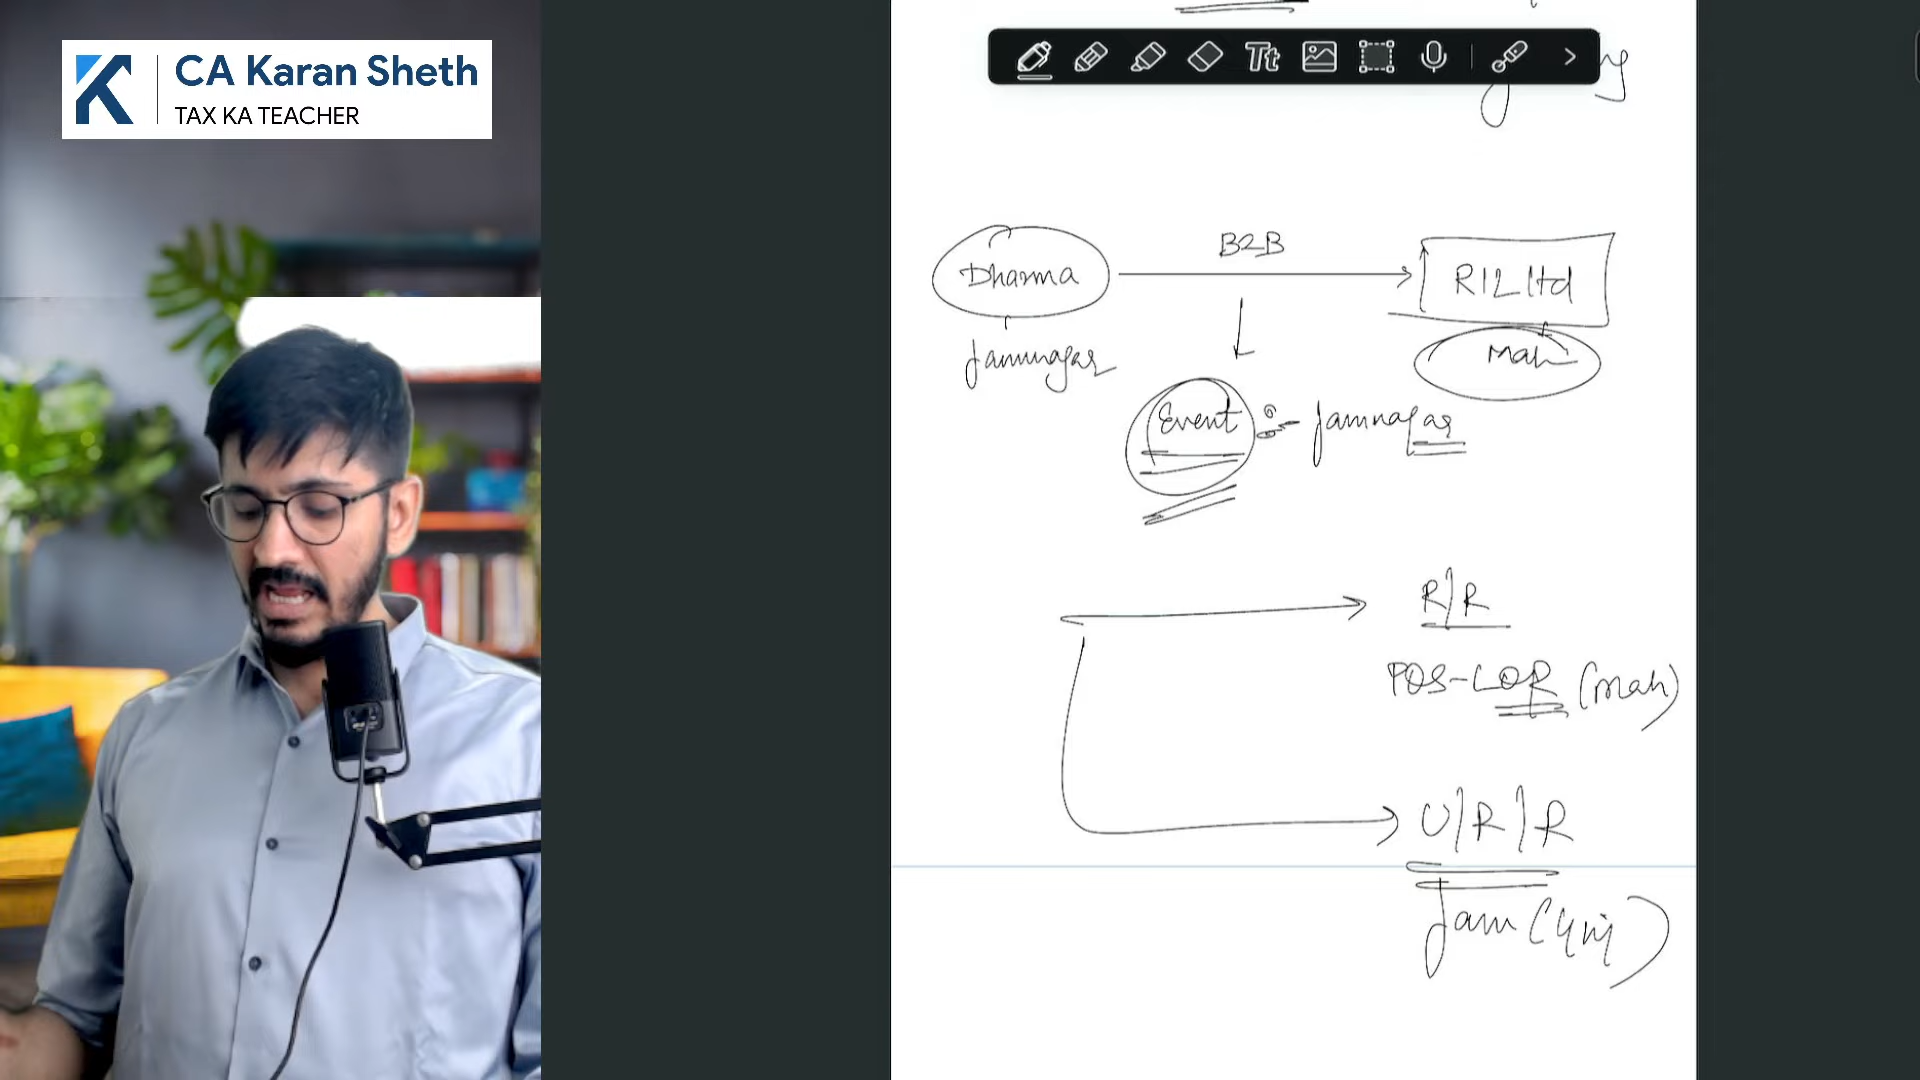 CA Karan Sheth
TAX KA TEACHER
Tt
B2B
Dharma
RIL ltd
Jamnagar
Mah
Event :- Jamnagar
R/R
POS-LOR (Mah)
U/R/R
Jam (Guj)